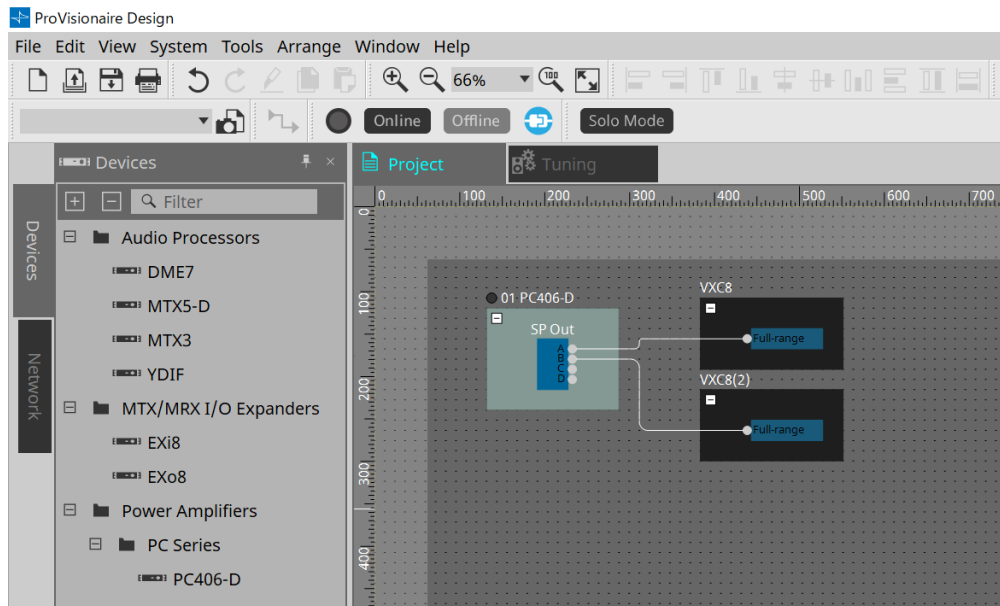 ProVisionaire Design
File Edit View System Tools Arrange Window Help
66% 100
Online Offline Solo Mode
Devices
Project
Tuning
Filter
Devices
Network
Audio Processors
DME7
MTX5-D
MTX3
YDIF
MTX/MRX I/O Expanders
EXi8
EXo8
Power Amplifiers
PC Series
PC406-D
0 100 200 300 400 500 600 700
0
100
200
300
400
01 PC406-D
SP Out
A
B
C
D
VXC8
Full-range
VXC8(2)
Full-range